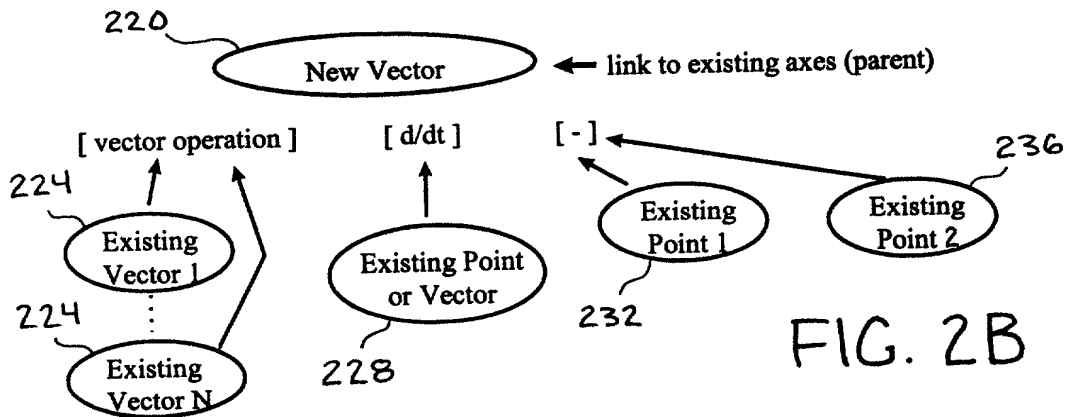 220
New Vector
link to existing axes (parent)
[ vector operation ]
[ d/dt ]
[ - ]
236
224
Existing
Vector 1
Existing Point
or Vector
Existing
Point 1
Existing
Point 2
224
Existing
Vector N
228
232
FIG. 2B